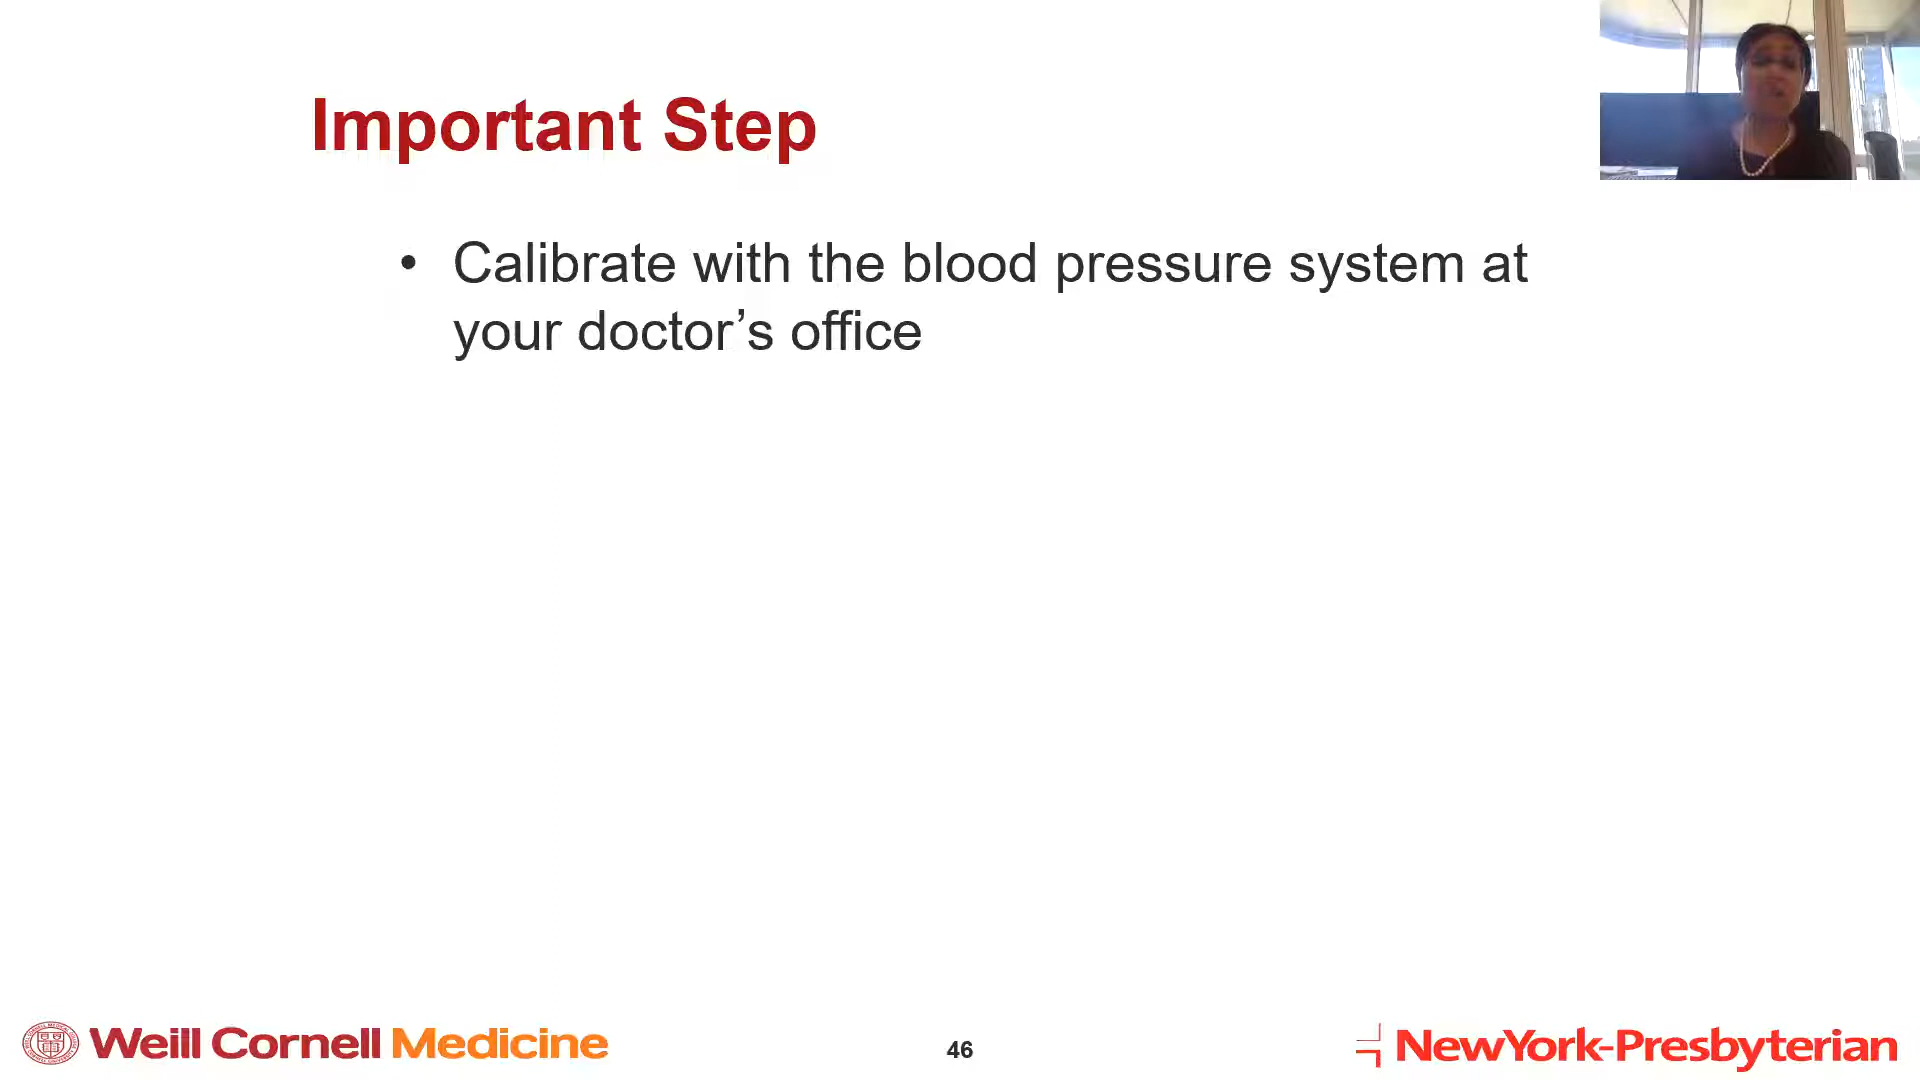 Important Step
• Calibrate with the blood pressure system at
your doctor’s office
Weill Cornell Medicine
46
NewYork-Presbyterian